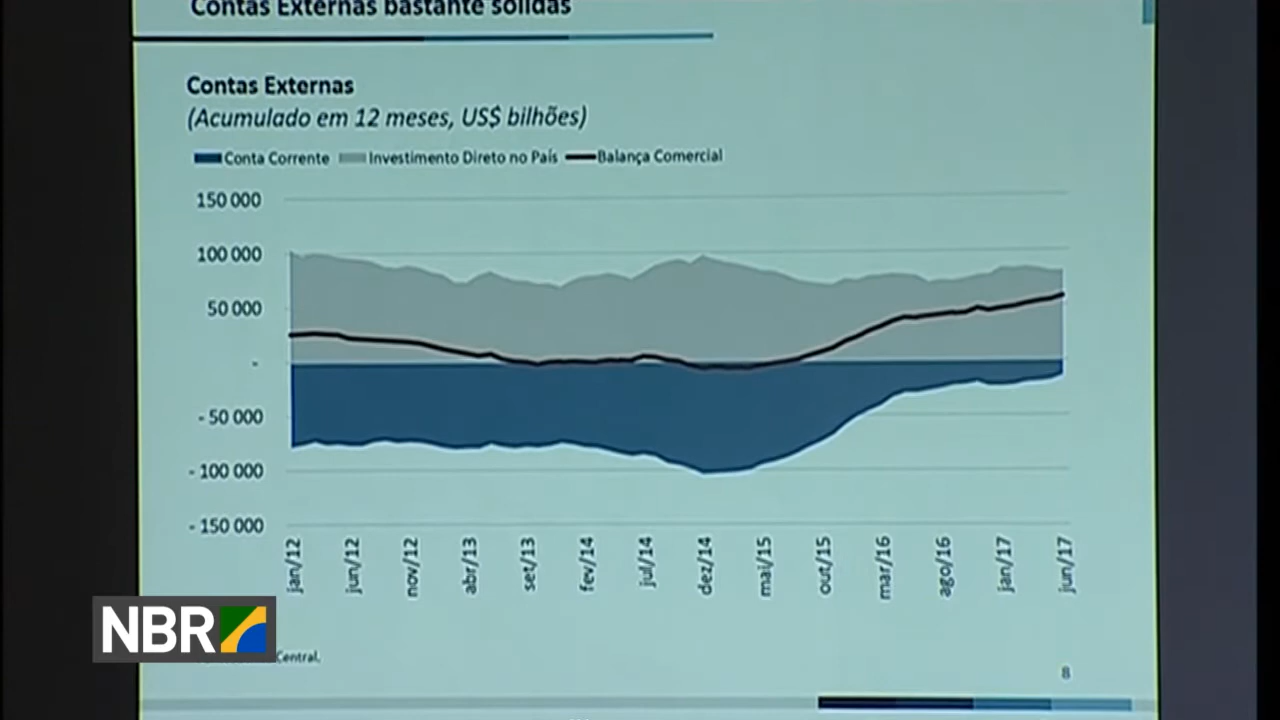 Contas Externas bastante sólidas
Contas Externas
(Acumulado em 12 meses, US$ bilhões)
Conta Corrente Investimento Direto no País Balança Comercial
150 000
100 000
50 000
-
- 50 000
- 100 000
- 150 000
jan/12 jun/12 nov/12 abr/13 set/13 fev/14 jul/14 dez/14 mai/15 out/15 mar/16 ago/16 jan/17 jun/17
NBR
Central.
8